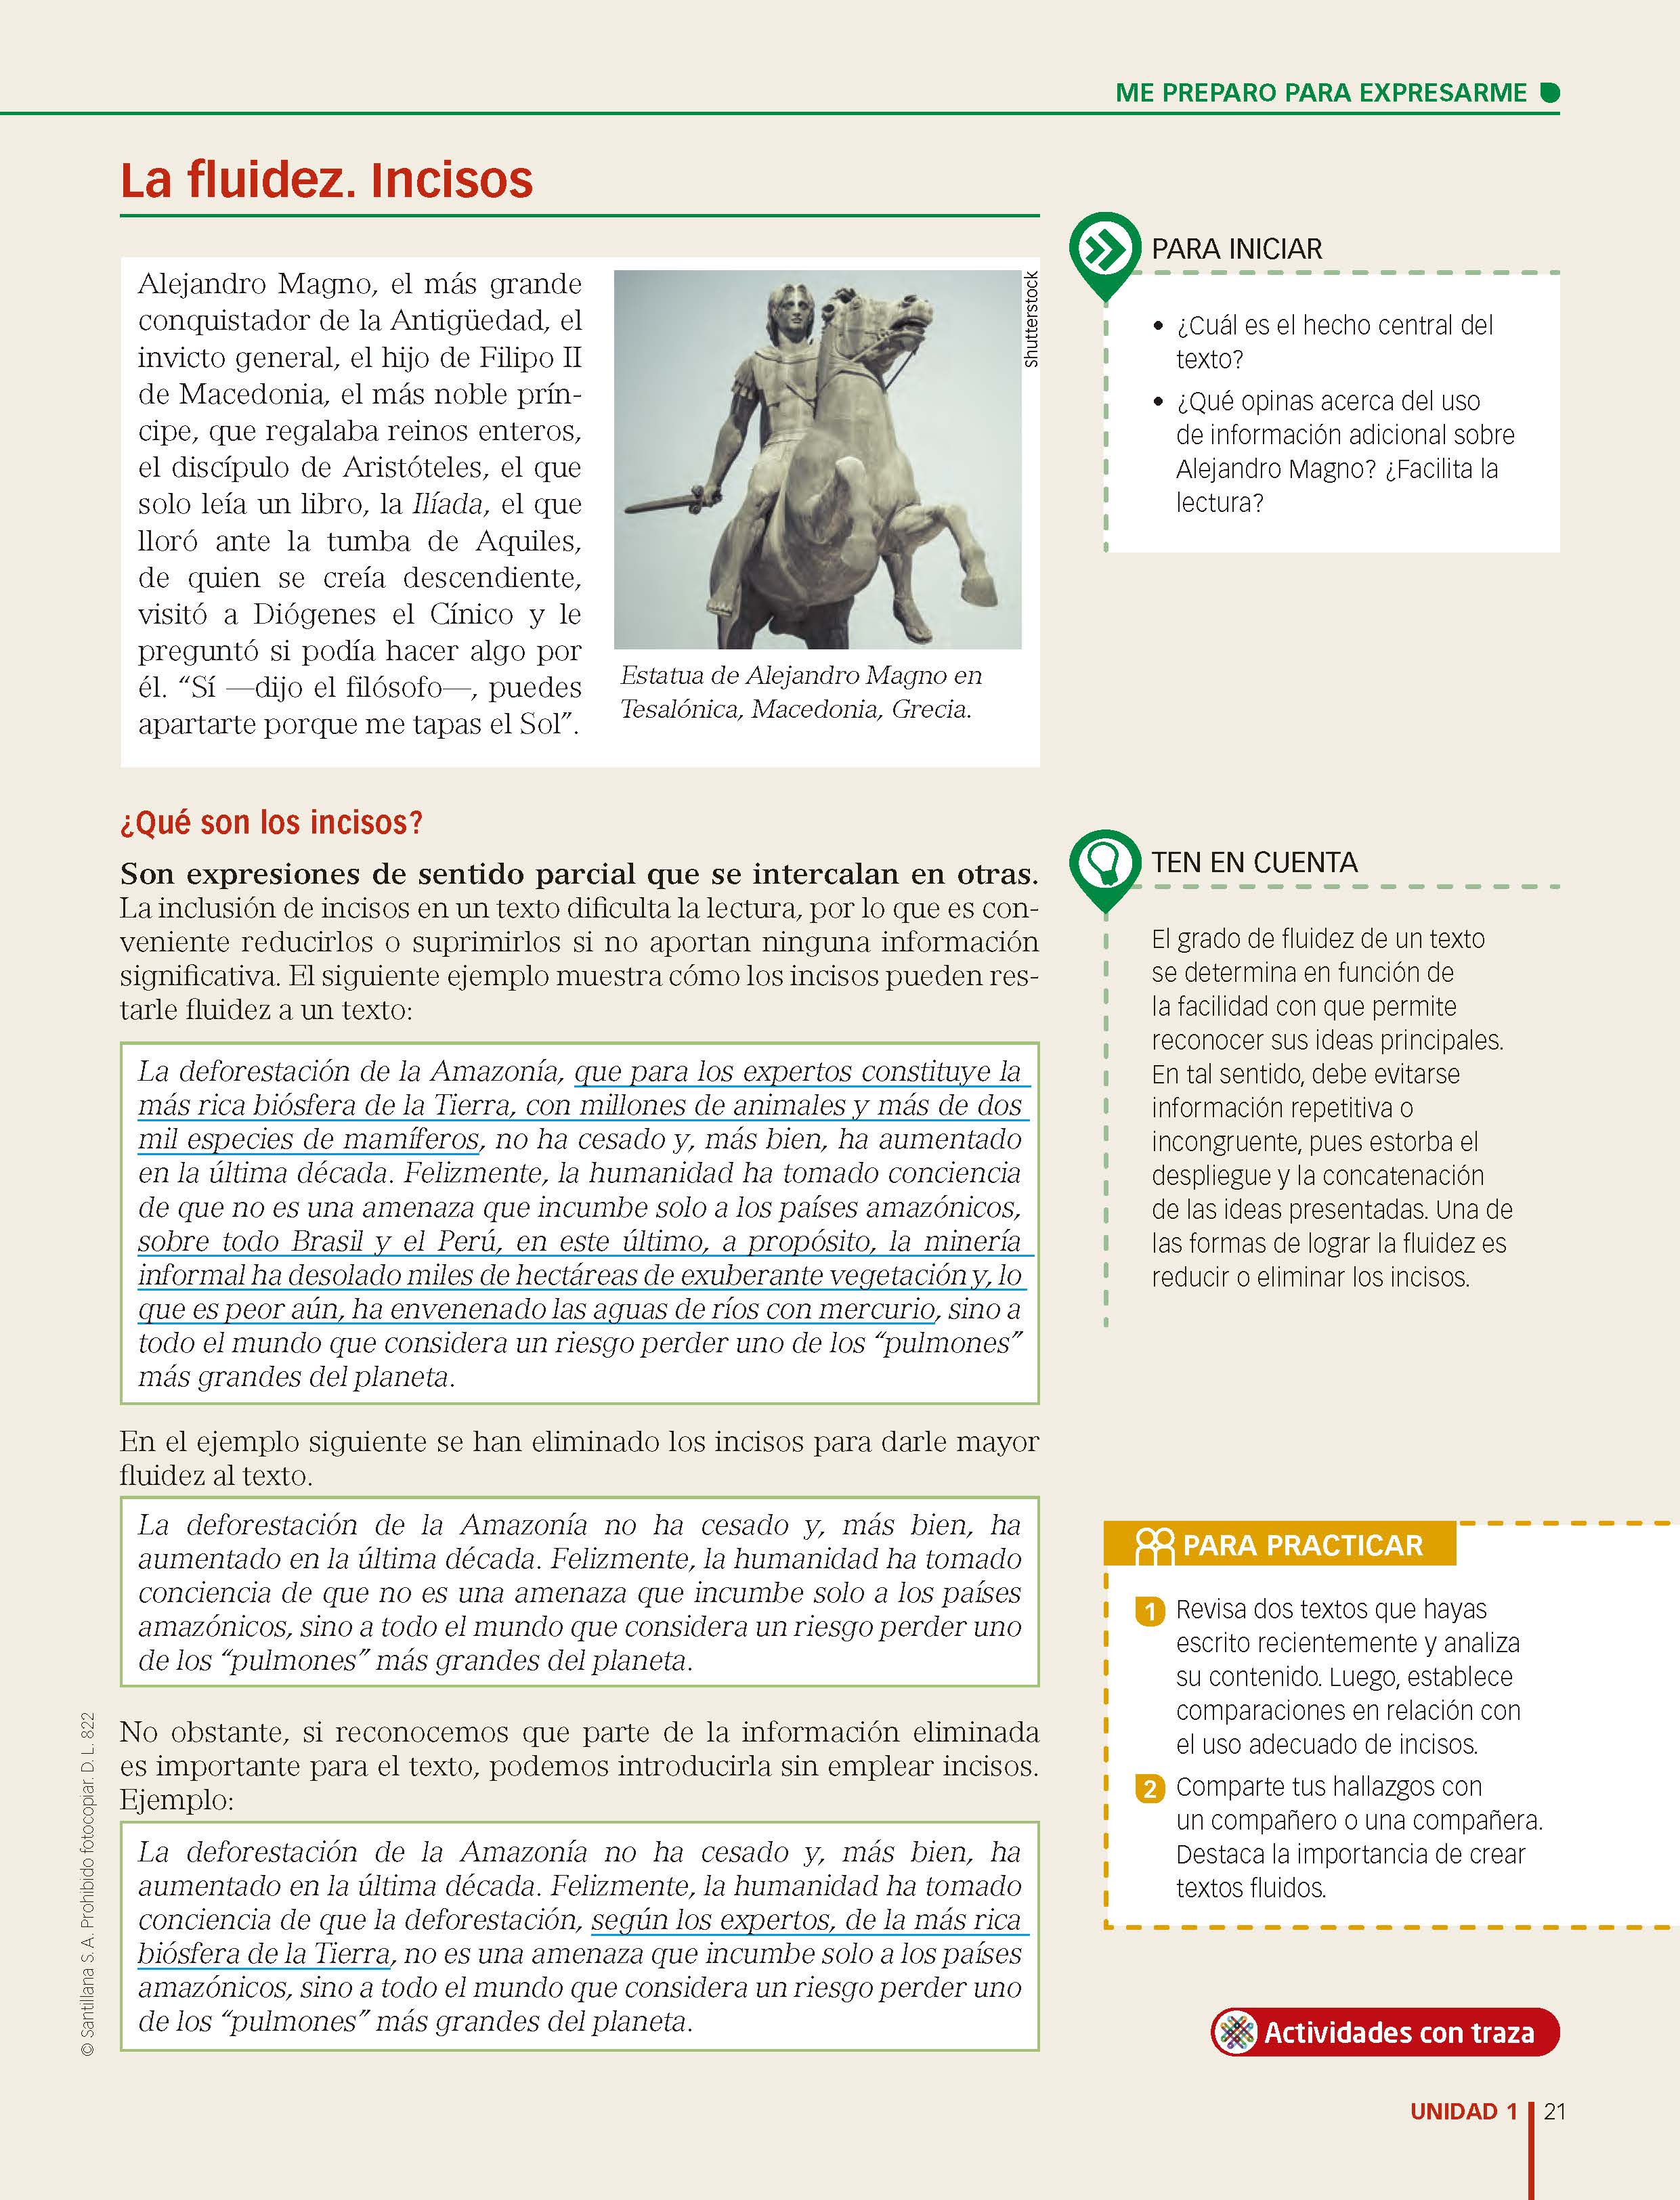 ME PREPARO PARA EXPRESARME
La fluidez. Incisos
Alejandro Magno, el más grande
conquistador de la Antigüedad, el
invicto general, el hijo de Filipo II
de Macedonia, el más noble prín-
cipe, que regalaba reinos enteros,
el discípulo de Aristóteles, el que
solo leía un libro, la Ilíada, el que
lloró ante la tumba de Aquiles,
de quien se creía descendiente,
visitó a Diógenes el Cínico y le
preguntó si podía hacer algo por
él. “Sí —dijo el filósofo—, puedes
apartarte porque me tapas el Sol”.
Shutterstock
Estatua de Alejandro Magno en
Tesalónica, Macedonia, Grecia.
PARA INICIAR
• ¿Cuál es el hecho central del
texto?
• ¿Qué opinas acerca del uso
de información adicional sobre
Alejandro Magno? ¿Facilita la
lectura?
¿Qué son los incisos?
Son expresiones de sentido parcial que se intercalan en otras.
La inclusión de incisos en un texto dificulta la lectura, por lo que es con-
veniente reducirlos o suprimirlos si no aportan ninguna información
significativa. El siguiente ejemplo muestra cómo los incisos pueden res-
tarle fluidez a un texto:
La deforestación de la Amazonía, que para los expertos constituye la
más rica biósfera de la Tierra, con millones de animales y más de dos
mil especies de mamíferos, no ha cesado y, más bien, ha aumentado
en la última década. Felizmente, la humanidad ha tomado conciencia
de que no es una amenaza que incumbe solo a los países amazónicos,
sobre todo Brasil y el Perú, en este último, a propósito, la minería
informal ha desolado miles de hectáreas de exuberante vegetación y, lo
que es peor aún, ha envenenado las aguas de ríos con mercurio, sino a
todo el mundo que considera un riesgo perder uno de los “pulmones”
más grandes del planeta.
En el ejemplo siguiente se han eliminado los incisos para darle mayor
fluidez al texto.
La deforestación de la Amazonía no ha cesado y, más bien, ha
aumentado en la última década. Felizmente, la humanidad ha tomado
conciencia de que no es una amenaza que incumbe solo a los países
amazónicos, sino a todo el mundo que considera un riesgo perder uno
de los “pulmones” más grandes del planeta.
No obstante, si reconocemos que parte de la información eliminada
es importante para el texto, podemos introducirla sin emplear incisos.
Ejemplo:
La deforestación de la Amazonía no ha cesado y, más bien, ha
aumentado en la última década. Felizmente, la humanidad ha tomado
conciencia de que la deforestación, según los expertos, de la más rica
biósfera de la Tierra, no es una amenaza que incumbe solo a los países
amazónicos, sino a todo el mundo que considera un riesgo perder uno
de los “pulmones” más grandes del planeta.
TEN EN CUENTA
El grado de fluidez de un texto
se determina en función de
la facilidad con que permite
reconocer sus ideas principales.
En tal sentido, debe evitarse
información repetitiva o
incongruente, pues estorba el
despliegue y la concatenación
de las ideas presentadas. Una de
las formas de lograr la fluidez es
reducir o eliminar los incisos.
PARA PRACTICAR
1 Revisa dos textos que hayas
escrito recientemente y analiza
su contenido. Luego, establece
comparaciones en relación con
el uso adecuado de incisos.
2 Comparte tus hallazgos con
un compañero o una compañera.
Destaca la importancia de crear
textos fluidos.
Actividades con traza
© Santillana S. A. Prohibido fotocopiar. D. L. 822
UNIDAD 1 21